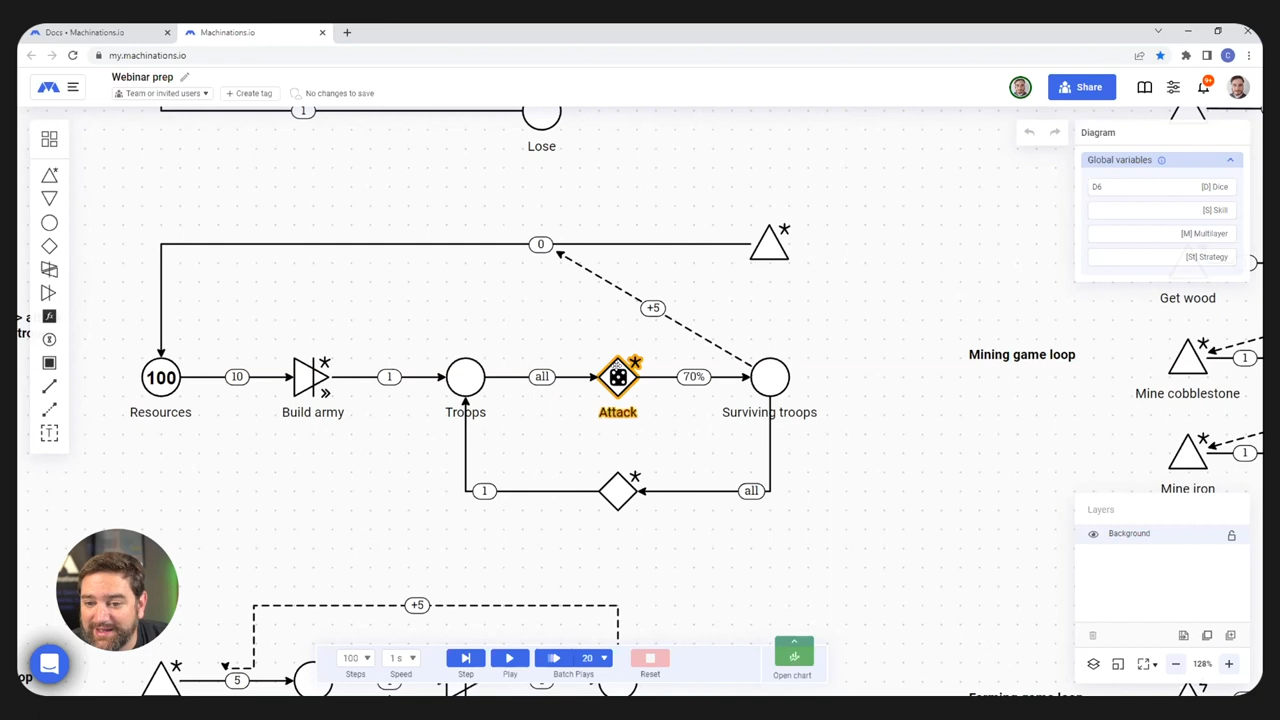 Docs • Machinations.io
Machinations.io
my.machinations.io
C
Webinar prep
Team or invited users
+ Create tag
No changes to save
Share
9+
1
Lose
Diagram
Global variables
D6 [D] Dice
[S] Skill
[M] Multilayer
[St] Strategy
0
+5
Get wood
Mining game loop
1
100
10
1
all
70%
Resources
Build army
Troops
Attack
Surviving troops
Mine cobblestone
1
all
1
Mine iron
Layers
Background
+5
5
100
1 s
20
Steps
Speed
Step
Play
Batch Plays
Reset
Open chart
128%